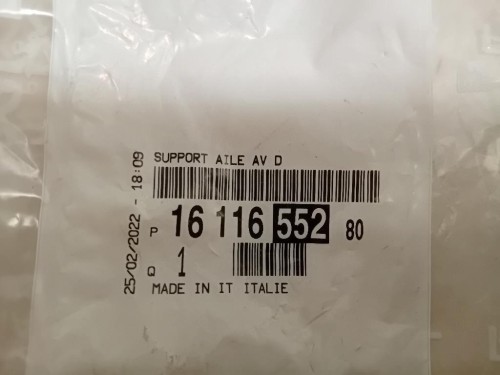 SUPPORT AILE AV D
P 16 116 552 80
Q 1
MADE IN IT ITALIE
25/02/2022 - 18:09